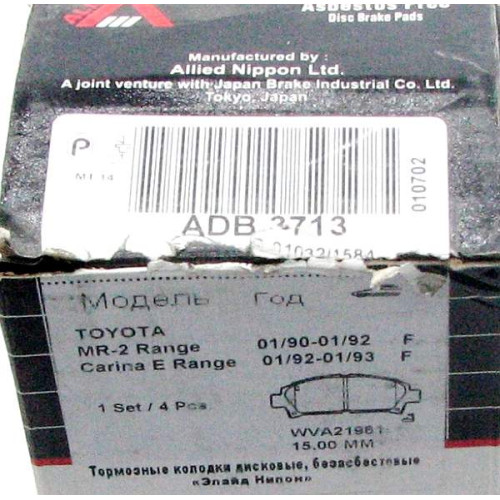 Asbestos Free
Disc Brake Pads
Manufactured by :
Allied Nippon Ltd.
A joint venture with Japan Brake Industrial Co. Ltd.
Tokyo, Japan
P
MT 14
010702
ADB 3713
01032/1584
Модель Год
TOYOTA
MR-2 Range 01/90-01/92 F
Carina E Range 01/92-01/93 F
1 Set / 4 Pcs.
WVA21961
15,00 MM
Тормозные колодки дисковые, безасбестовые
«Элайд Нипон»